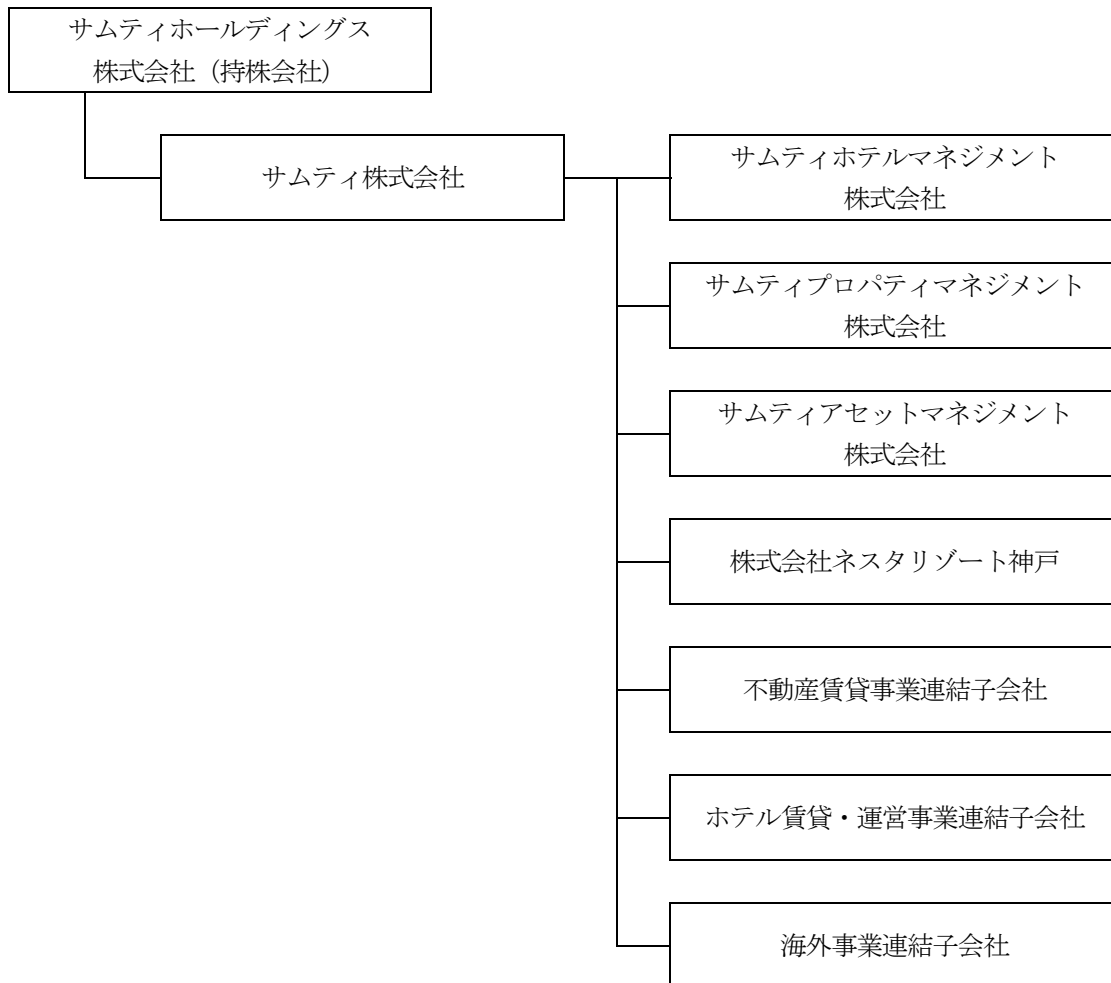 サムティホールディングス
株式会社（持株会社）
サムティ株式会社
サムティホテルマネジメント
株式会社
サムティプロパティマネジメント
株式会社
サムティアセットマネジメント
株式会社
株式会社ネスタリゾート神戸
不動産賃貸事業連結子会社
ホテル賃貸・運営事業連結子会社
海外事業連結子会社